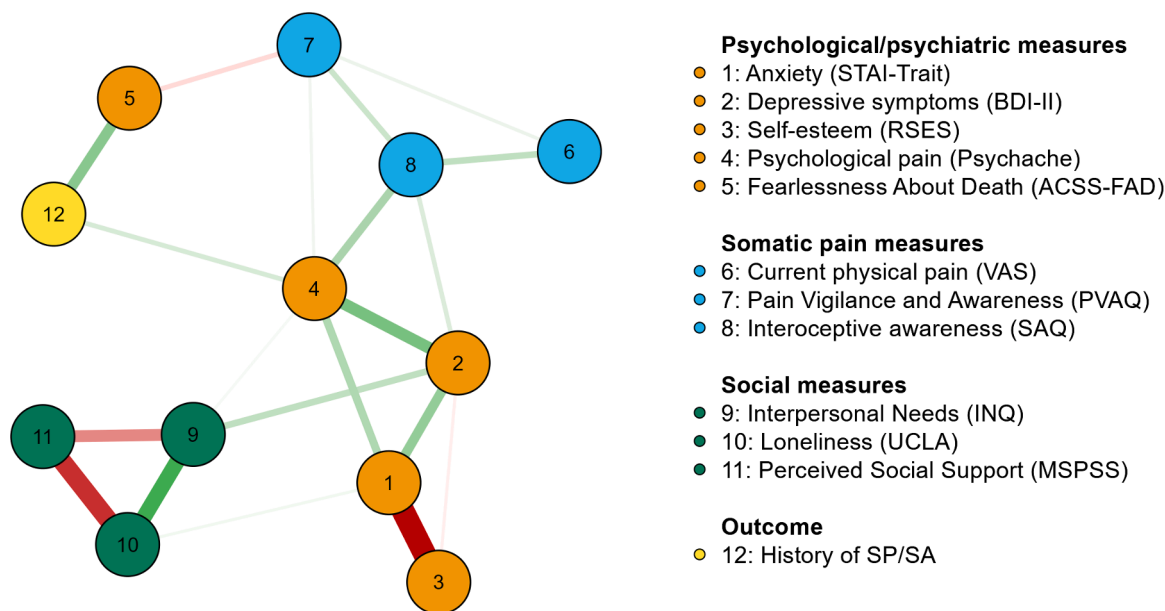 7
5
6
8
12
4
2
11
9
1
10
3
Psychological/psychiatric measures
1: Anxiety (STAI-Trait)
2: Depressive symptoms (BDI-II)
3: Self-esteem (RSES)
4: Psychological pain (Psychache)
5: Fearlessness About Death (ACSS-FAD)
Somatic pain measures
6: Current physical pain (VAS)
7: Pain Vigilance and Awareness (PVAQ)
8: Interoceptive awareness (SAQ)
Social measures
9: Interpersonal Needs (INQ)
10: Loneliness (UCLA)
11: Perceived Social Support (MSPSS)
Outcome
12: History of SP/SA